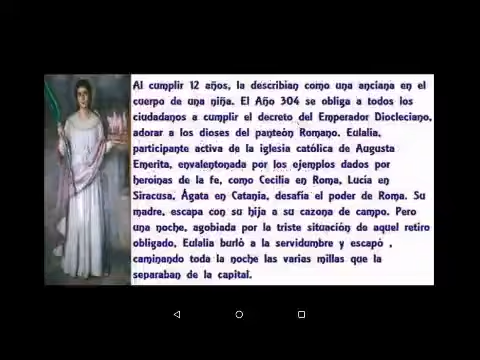 Al cumplir 12 años, la describian como una anciana en el
cuerpo de una niña. El Año 304 se obliga a todos los
ciudadanos a cumplir el decreto del Emperador Diocleciano,
adorar a los dioses del panteón Romano. Eulalia,
participante activa de la iglesia católica de Augusta
Emerita, envalentonada por los ejemplos dados por
heroinas de la fe, como Cecilia en Roma, Lucía en
Siracusa, Ágata en Catania, desafía el poder de Roma. Su
madre, escapa con su hija a su cazona de campo. Pero
una noche, agobiada por la triste situación de aquel retiro
obligado, Eulalia burló a la servidumbre y escapó ,
caminando toda la noche las varias millas que la
separaban de la capital.